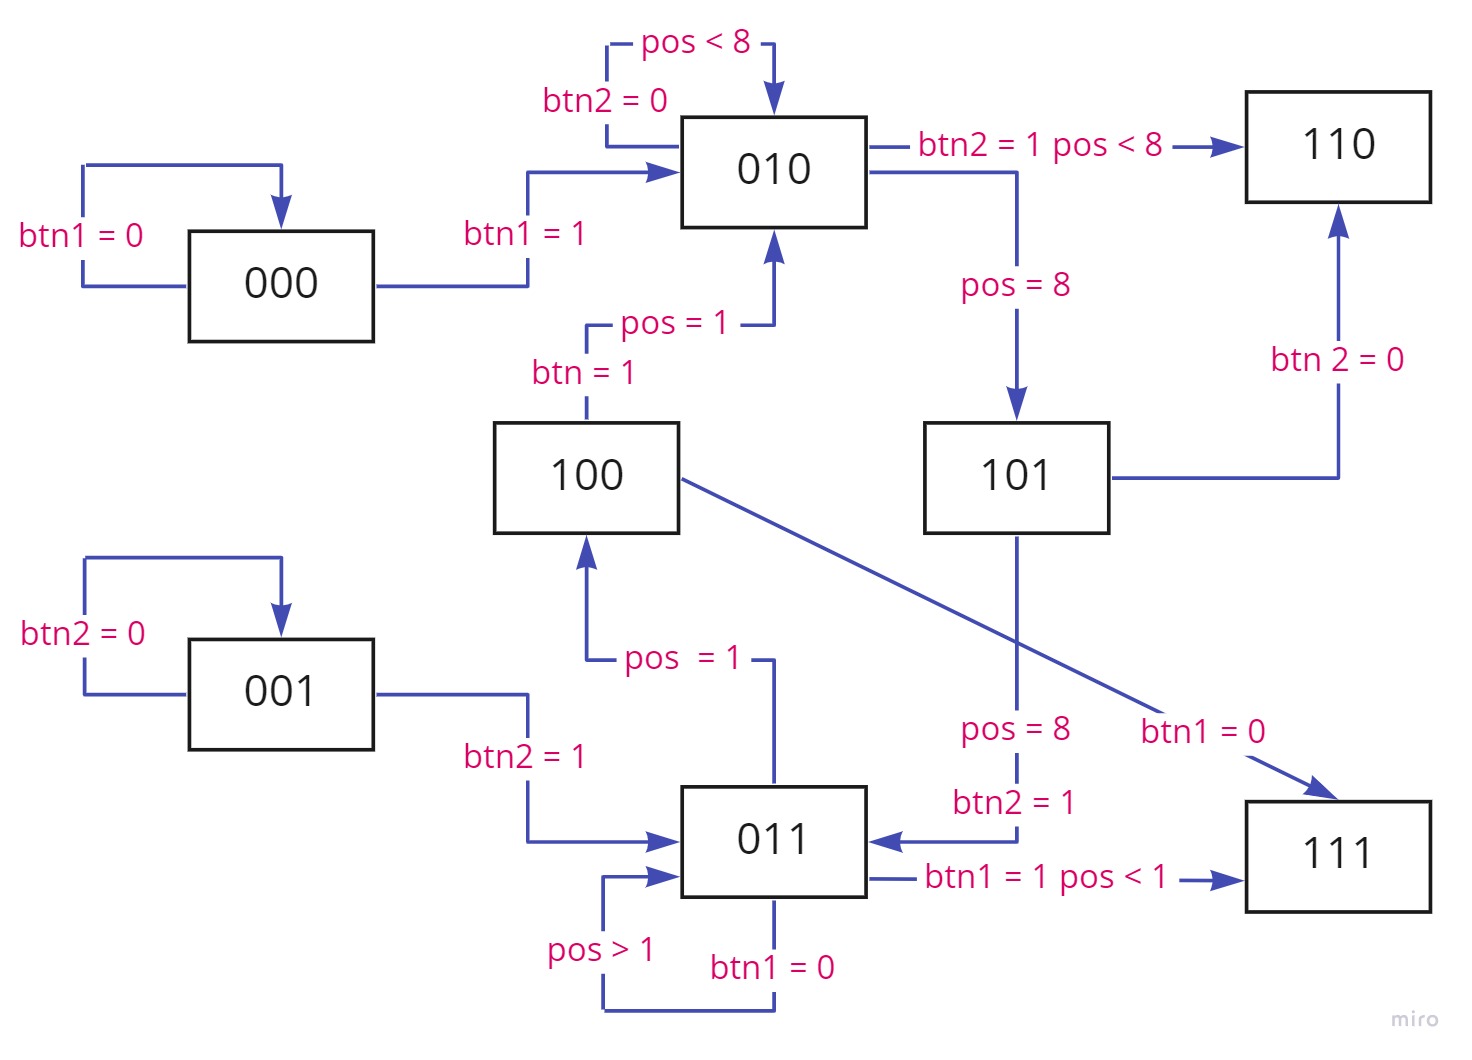 pos < 8
btn2 = 0
btn2 = 1 pos < 8
110
010
btn1 = 0
btn1 = 1
000
pos = 8
pos = 1
btn = 1
btn 2 = 0
100
101
btn2 = 0
pos  = 1
001
btn2 = 1
pos = 8
btn1 = 0
btn2 = 1
011
111
btn1 = 1 pos < 1
pos > 1
btn1 = 0
miro